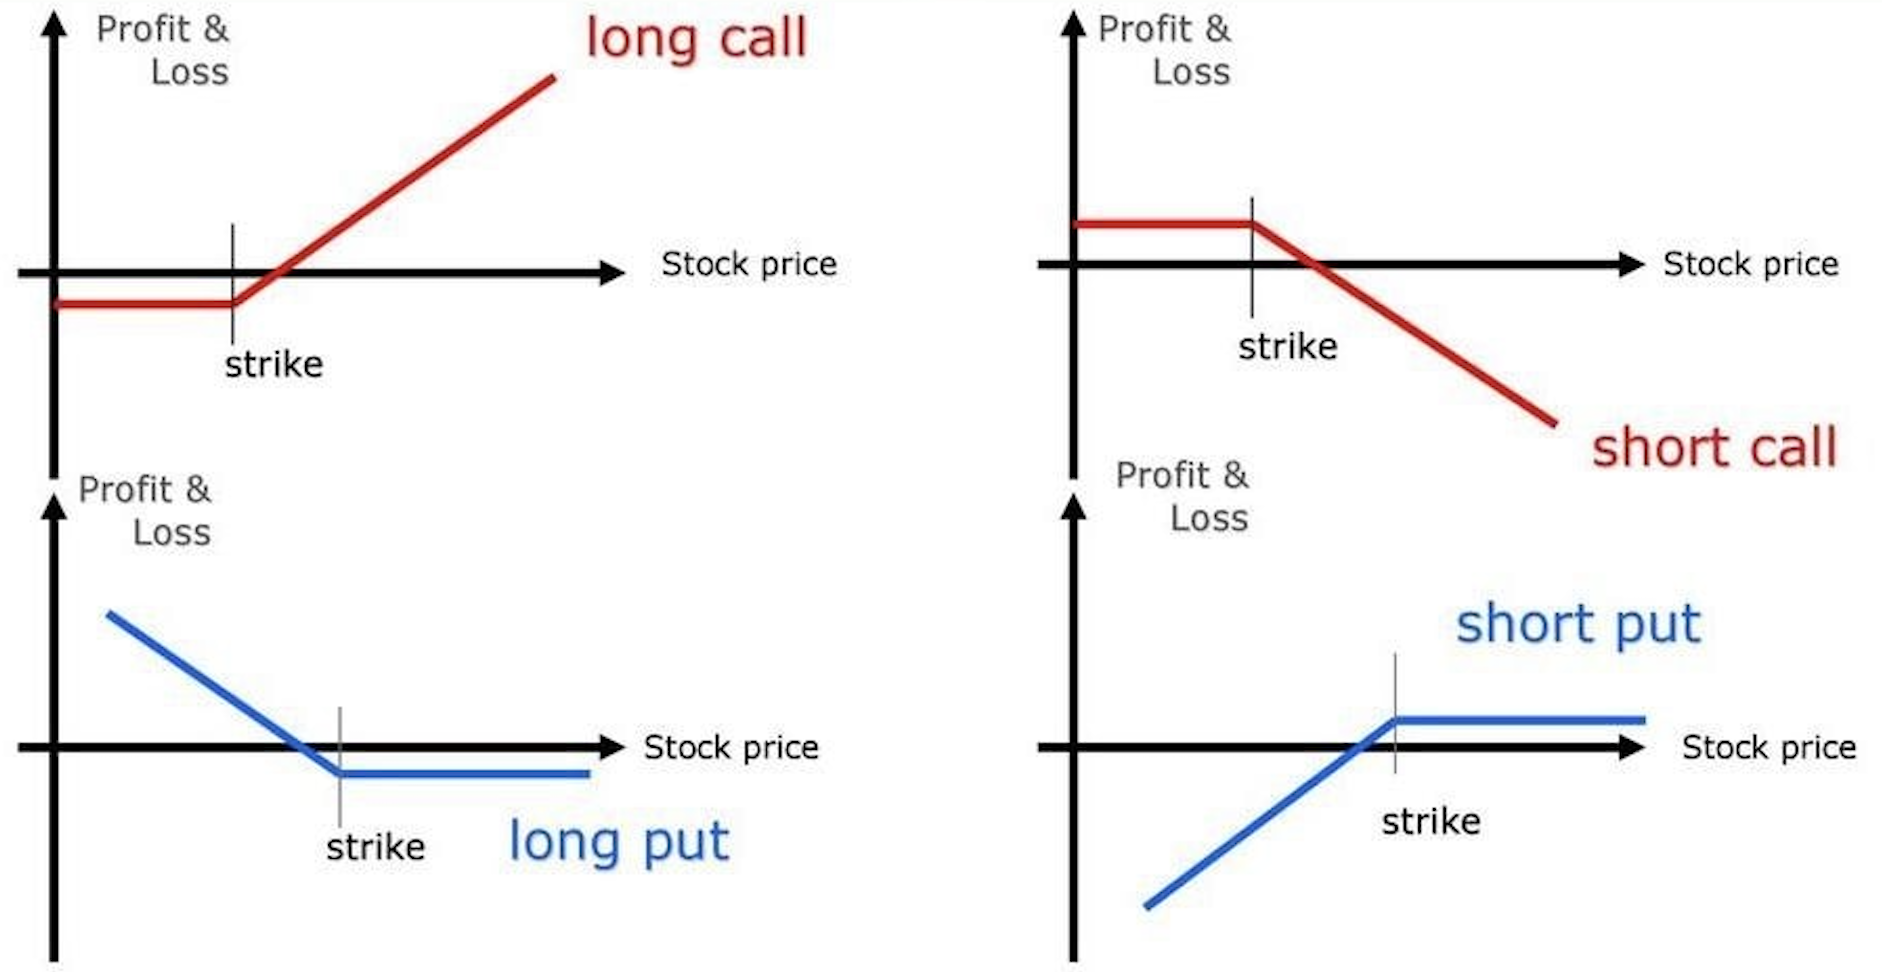 Profit &
Loss
long call
Stock price
strike
Profit &
Loss
Stock price
strike
short call
Profit &
Loss
Stock price
strike
long put
Profit &
Loss
short put
Stock price
strike